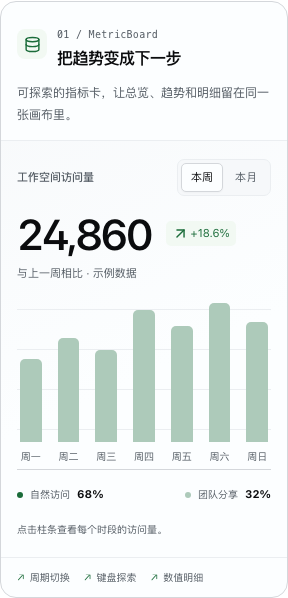 01 / MetricBoard
把趋势变成下一步
可探索的指标卡，让总览、趋势和明细留在同一
张画布里。
工作空间访问量
本周 本月
24,860 +18.6%
与上一周相比 · 示例数据
周一 周二 周三 周四 周五 周六 周日
自然访问 68% 团队分享 32%
点击柱条查看每个时段的访问量。
周期切换 键盘探索 数值明细